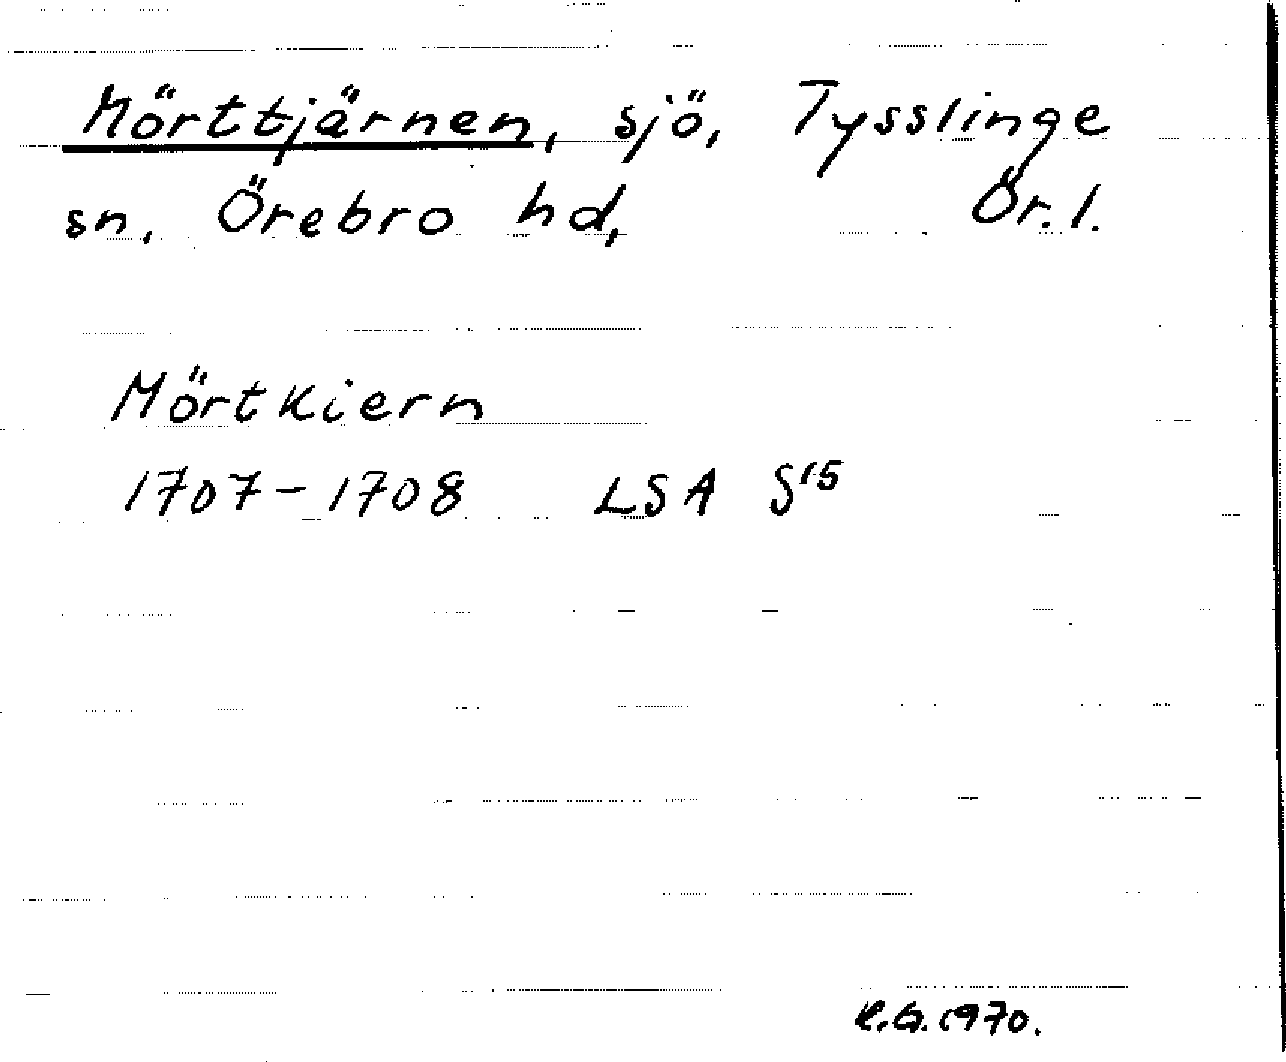 Mörttjärnen, sjö, Tysslinge
sn, Örebro hd, Ör. l.
Mörtkiern
1707-1708 LSA S15
1970.